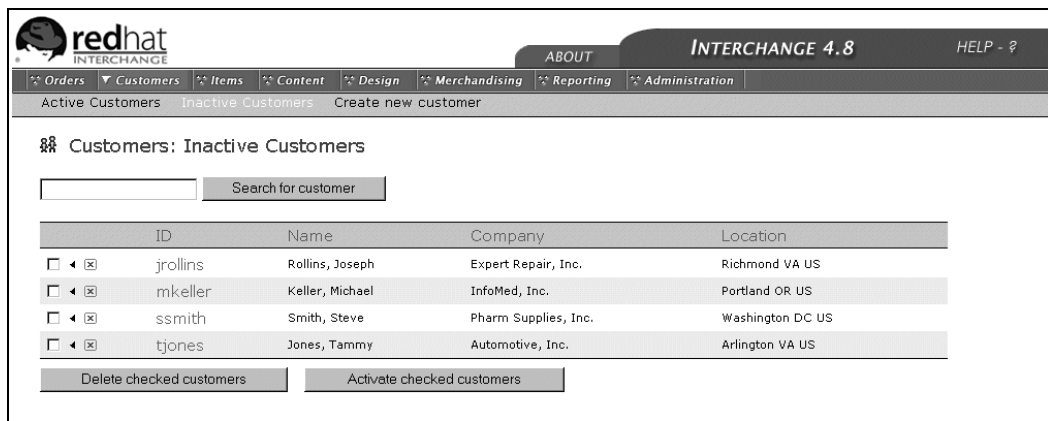 redhat
INTERCHANGE
ABOUT
INTERCHANGE 4.8
HELP - ?
Orders Customers Items Content Design Merchandising Reporting Administration
Active Customers Inactive Customers Create new customer
Customers: Inactive Customers
Search for customer
ID Name Company Location
jrollins Rollins, Joseph Expert Repair, Inc. Richmond VA US
mkeller Keller, Michael InfoMed, Inc. Portland OR US
ssmith Smith, Steve Pharm Supplies, Inc. Washington DC US
tjones Jones, Tammy Automotive, Inc. Arlington VA US
Delete checked customers Activate checked customers